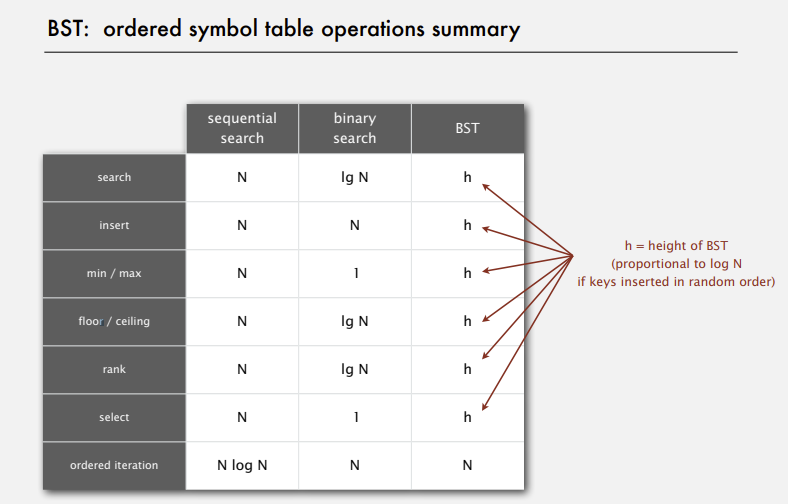 BST: ordered symbol table operations summary
sequential search binary search BST
search N lg N h
insert N N h
min / max N 1 h
floor / ceiling N lg N h
rank N lg N h
select N 1 h
ordered iteration N log N N N
h = height of BST
(proportional to log N
if keys inserted in random order)